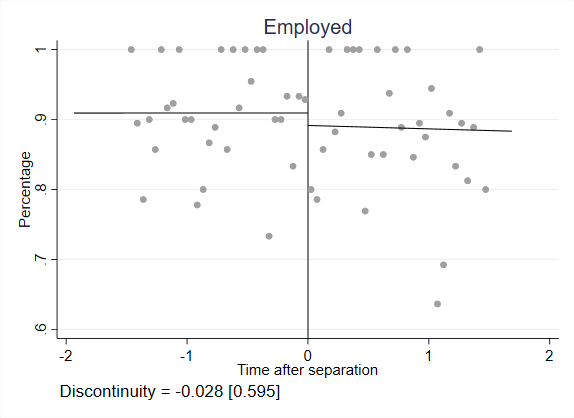 Employed
Percentage
1
.9
.8
.7
.6
-2 -1 0 1 2
Time after separation
Discontinuity = -0.028 [0.595]